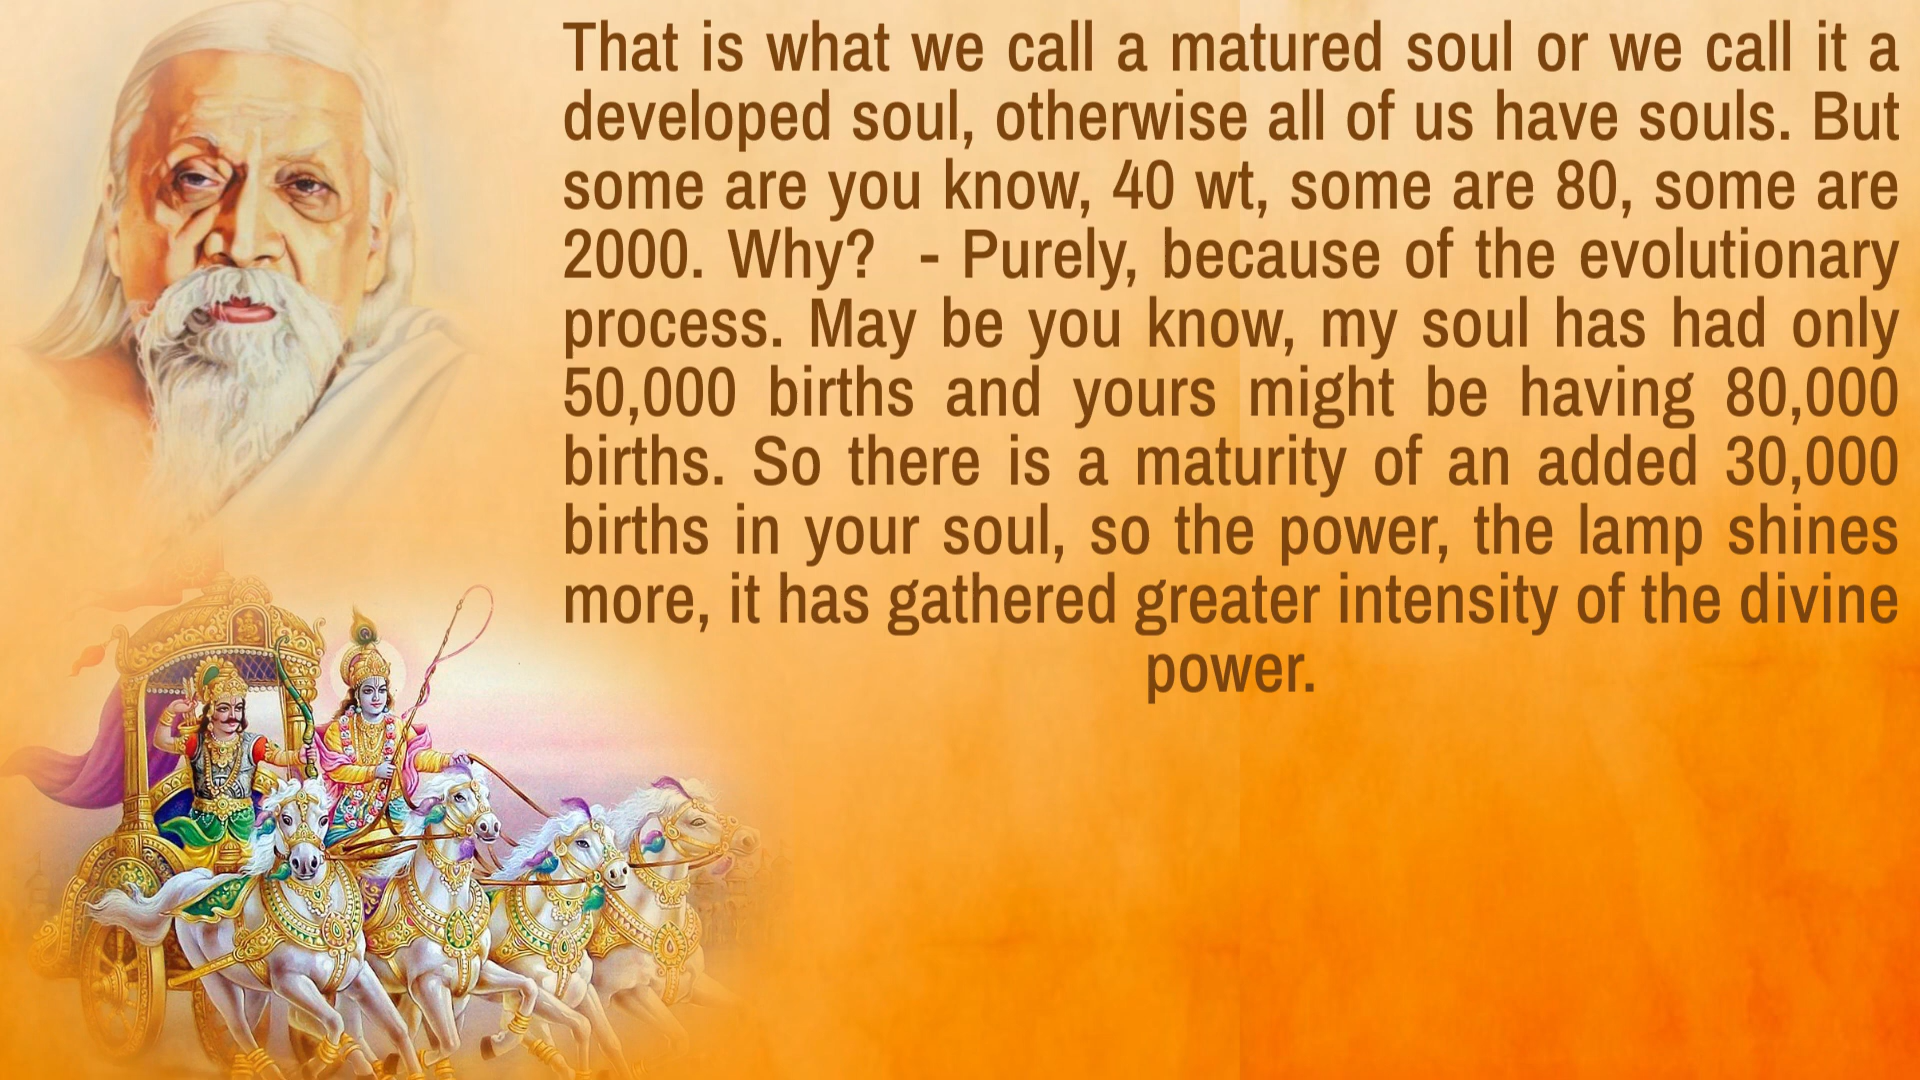 That is what we call a matured soul or we call it a
developed soul, otherwise all of us have souls. But
some are you know, 40 wt, some are 80, some are
2000. Why?  - Purely, because of the evolutionary
process. May be you know, my soul has had only
50,000 births and yours might be having 80,000
births. So there is a maturity of an added 30,000
births in your soul, so the power, the lamp shines
more, it has gathered greater intensity of the divine
power.